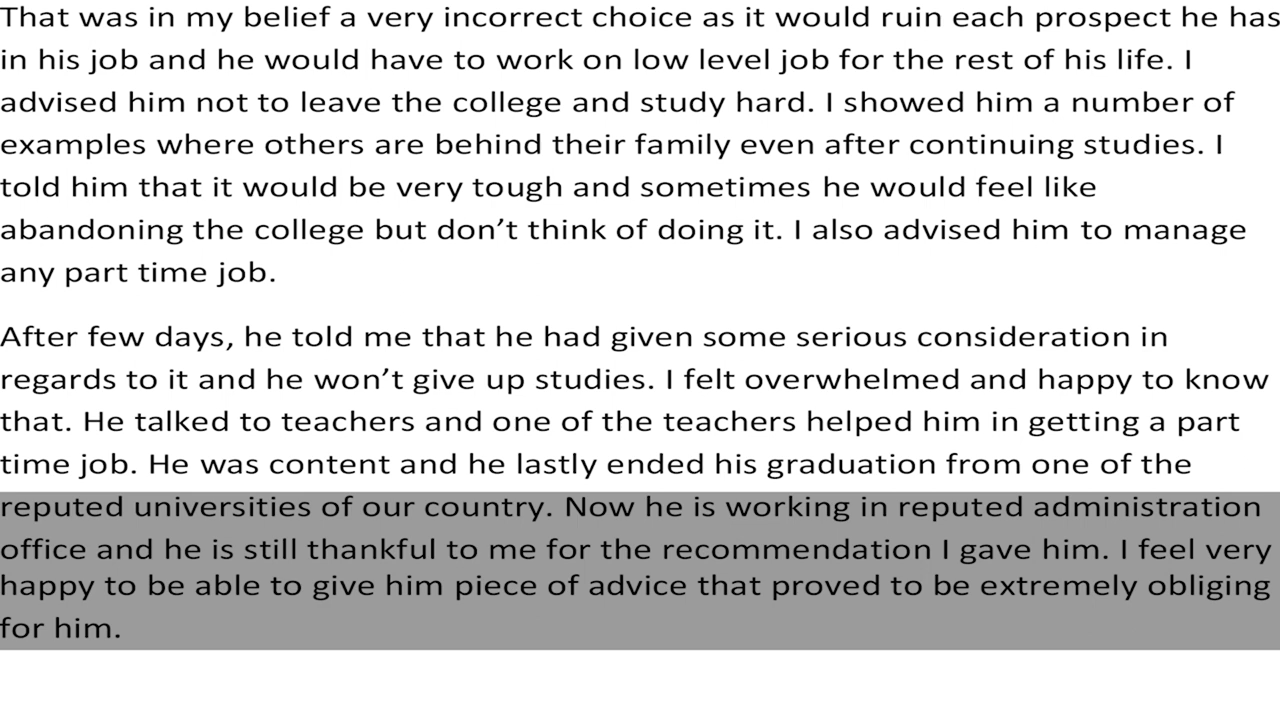 That was in my belief a very incorrect choice as it would ruin each prospect he has
in his job and he would have to work on low level job for the rest of his life. I
advised him not to leave the college and study hard. I showed him a number of
examples where others are behind their family even after continuing studies. I
told him that it would be very tough and sometimes he would feel like
abandoning the college but don’t think of doing it. I also advised him to manage
any part time job.
After few days, he told me that he had given some serious consideration in
regards to it and he won’t give up studies. I felt overwhelmed and happy to know
that. He talked to teachers and one of the teachers helped him in getting a part
time job. He was content and he lastly ended his graduation from one of the
reputed universities of our country. Now he is working in reputed administration
office and he is still thankful to me for the recommendation I gave him. I feel very
happy to be able to give him piece of advice that proved to be extremely obliging
for him.